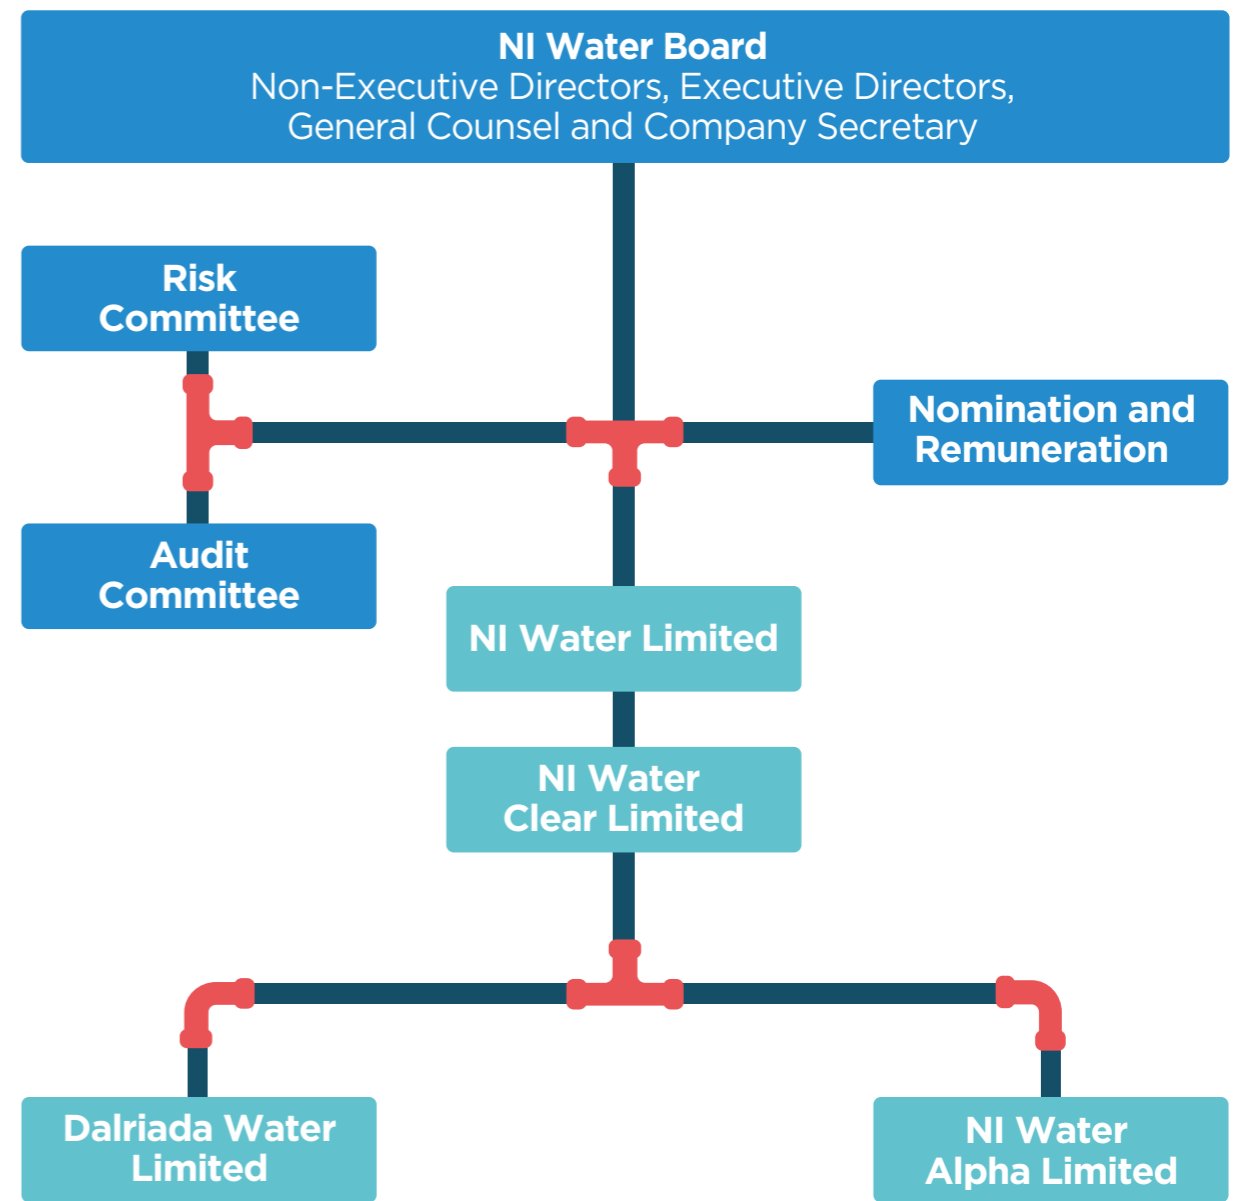 NI Water Board
Non-Executive Directors, Executive Directors,
General Counsel and Company Secretary
Risk
Committee
Nomination and
Remuneration
Audit
Committee
NI Water Limited
NI Water
Clear Limited
Dalriada Water
Limited
NI Water
Alpha Limited